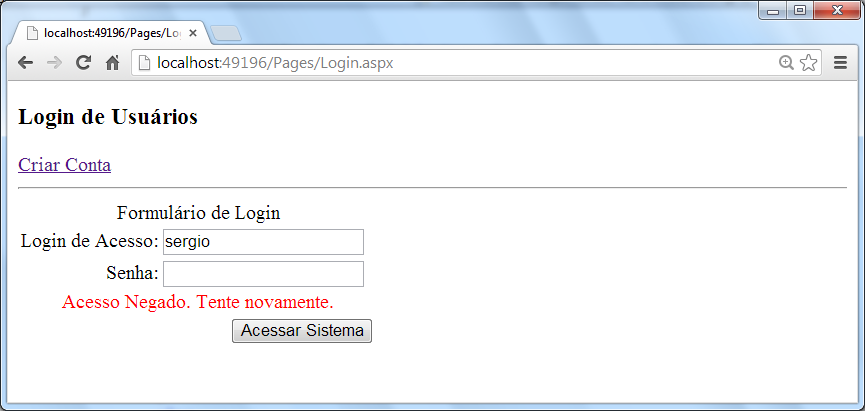 localhost:49196/Pages/Lo
localhost:49196/Pages/Login.aspx
Login de Usuários
Criar Conta
Formulário de Login
Login de Acesso: sergio
Senha:
Acesso Negado. Tente novamente.
Acessar Sistema